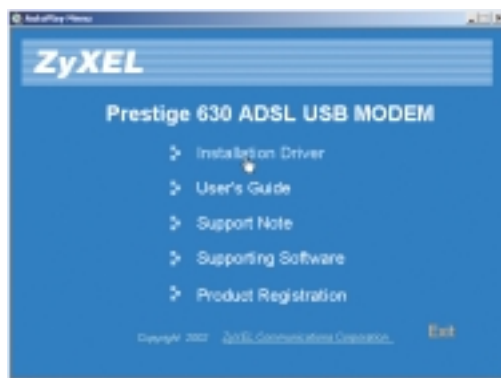 AutoPlay Menu
ZyXEL
Prestige 630 ADSL USB MODEM
Installation Driver
User's Guide
Support Note
Supporting Software
Product Registration
Copyright 2002 ZyXEL Communications Corporation.
Exit